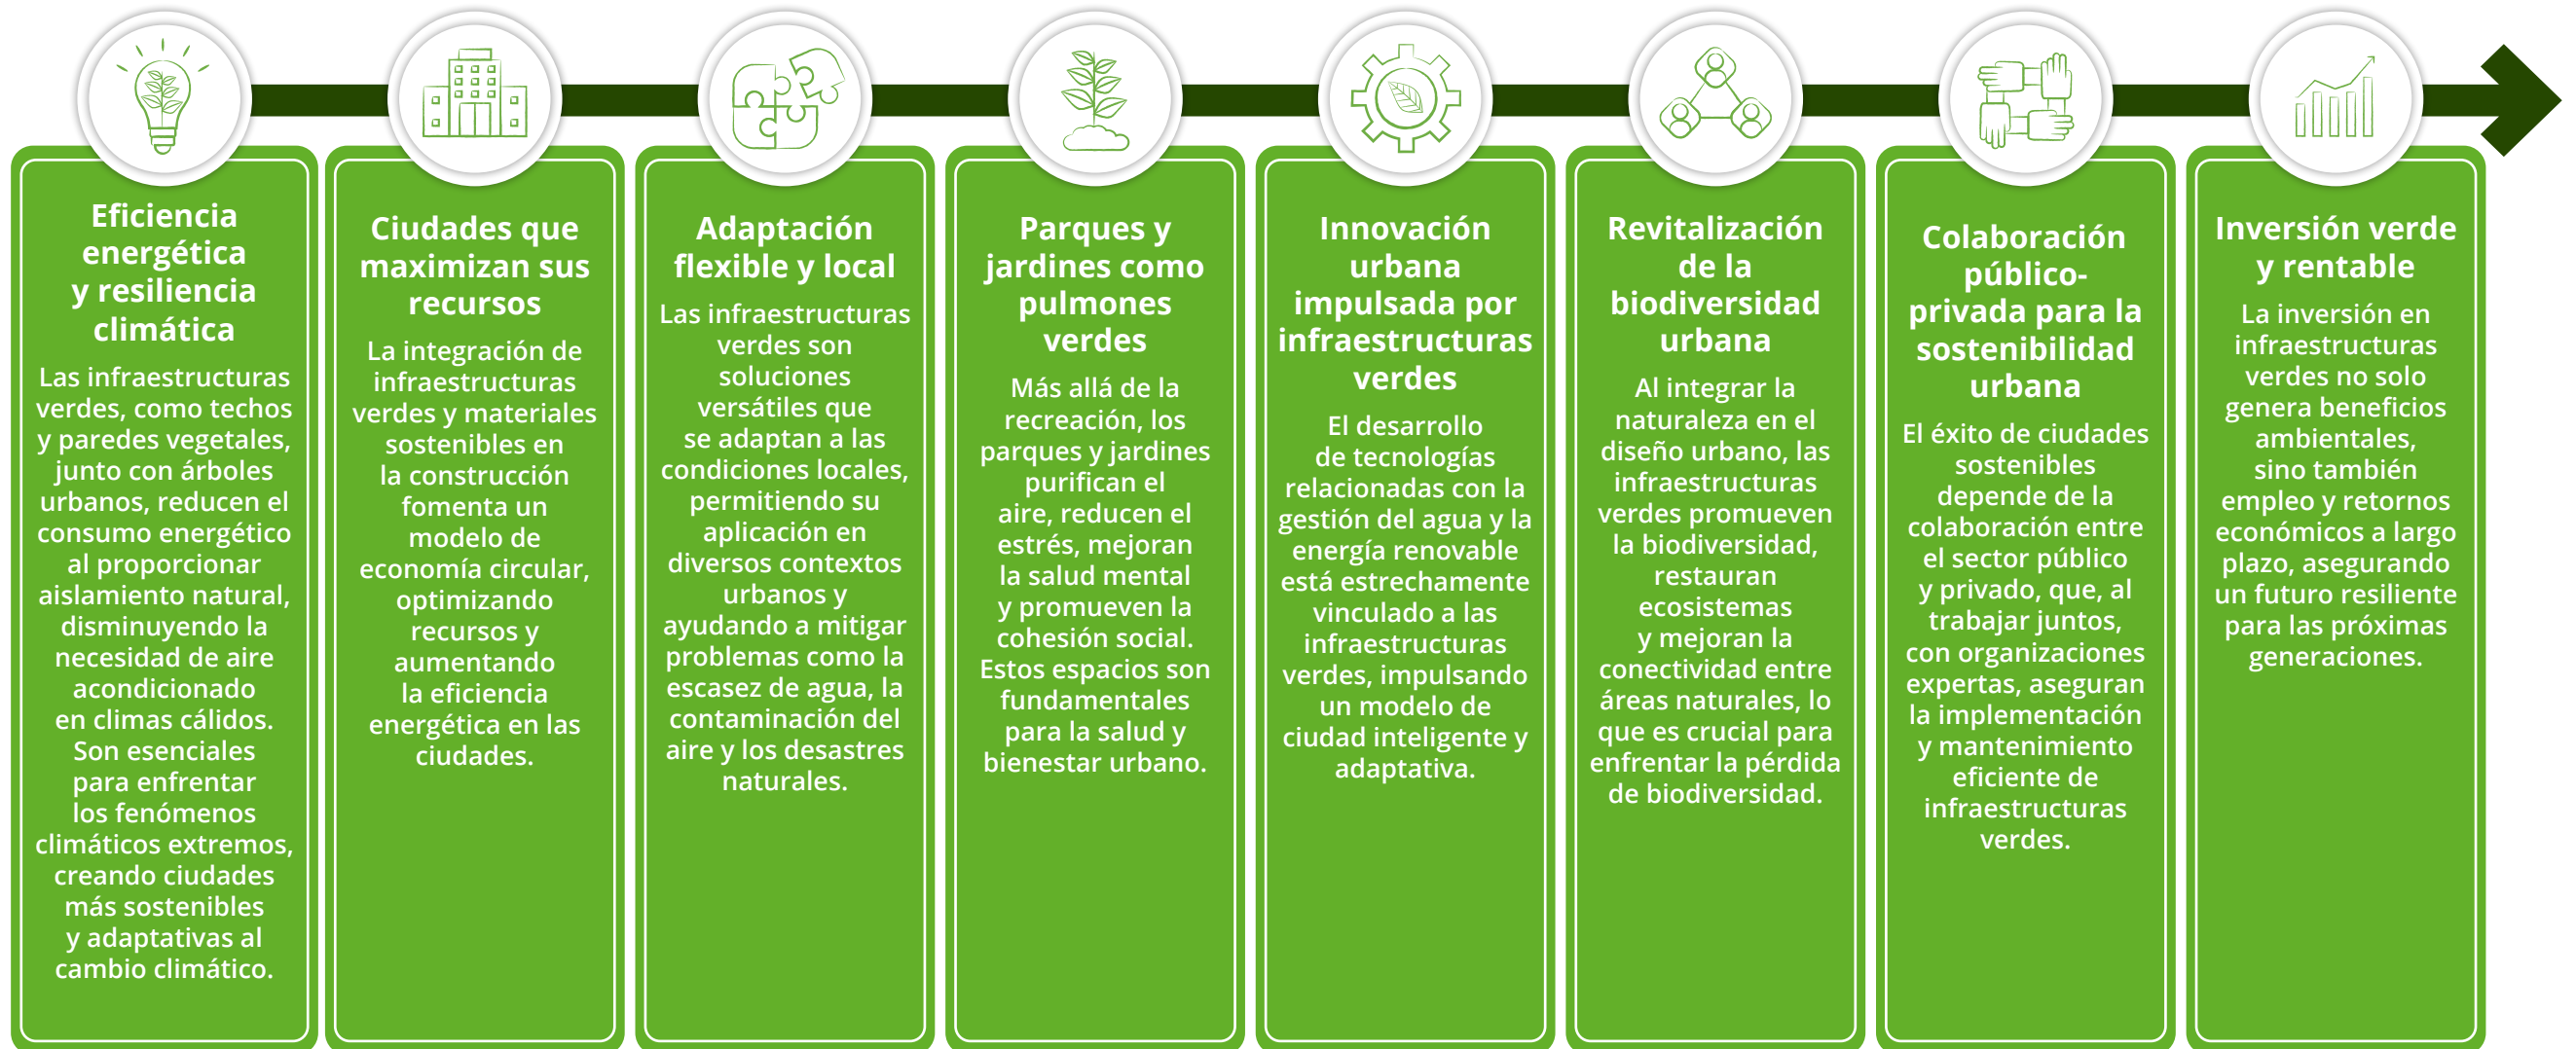 Eficiencia
energética
y resiliencia
climática
Las infraestructuras
verdes, como techos
y paredes vegetales,
junto con árboles
urbanos, reducen el
consumo energético
al proporcionar
aislamiento natural,
disminuyendo la
necesidad de aire
acondicionado
en climas cálidos.
Son esenciales
para enfrentar
los fenómenos
climáticos extremos,
creando ciudades
más sostenibles
y adaptativas al
cambio climático.
Ciudades que
maximizan sus
recursos
La integración de
infraestructuras
verdes y materiales
sostenibles en
la construcción
fomenta un
modelo de
economía circular,
optimizando
recursos y
aumentando
la eficiencia
energética en las
ciudades.
Adaptación
flexible y local
Las infraestructuras
verdes son
soluciones
versátiles que
se adaptan a las
condiciones locales,
permitiendo su
aplicación en
diversos contextos
urbanos y
ayudando a mitigar
problemas como la
escasez de agua, la
contaminación del
aire y los desastres
naturales.
Parques y
jardines como
pulmones
verdes
Más allá de la
recreación, los
parques y jardines
purifican el
aire, reducen el
estrés, mejoran
la salud mental
y promueven la
cohesión social.
Estos espacios son
fundamentales
para la salud y
bienestar urbano.
Innovación
urbana
impulsada por
infraestructuras
verdes
El desarrollo
de tecnologías
relacionadas con la
gestión del agua y la
energía renovable
está estrechamente
vinculado a las
infraestructuras
verdes, impulsando
un modelo de
ciudad inteligente y
adaptativa.
Revitalización
de la
biodiversidad
urbana
Al integrar la
naturaleza en el
diseño urbano, las
infraestructuras
verdes promueven
la biodiversidad,
restauran
ecosistemas
y mejoran la
conectividad entre
áreas naturales, lo
que es crucial para
enfrentar la pérdida
de biodiversidad.
Colaboración
público-
privada para la
sostenibilidad
urbana
El éxito de ciudades
sostenibles
depende de la
colaboración entre
el sector público
y privado, que, al
trabajar juntos,
con organizaciones
expertas, aseguran
la implementación
y mantenimiento
eficiente de
infraestructuras
verdes.
Inversión verde
y rentable
La inversión en
infraestructuras
verdes no solo
genera beneficios
ambientales,
sino también
empleo y retornos
económicos a largo
plazo, asegurando
un futuro resiliente
para las próximas
generaciones.